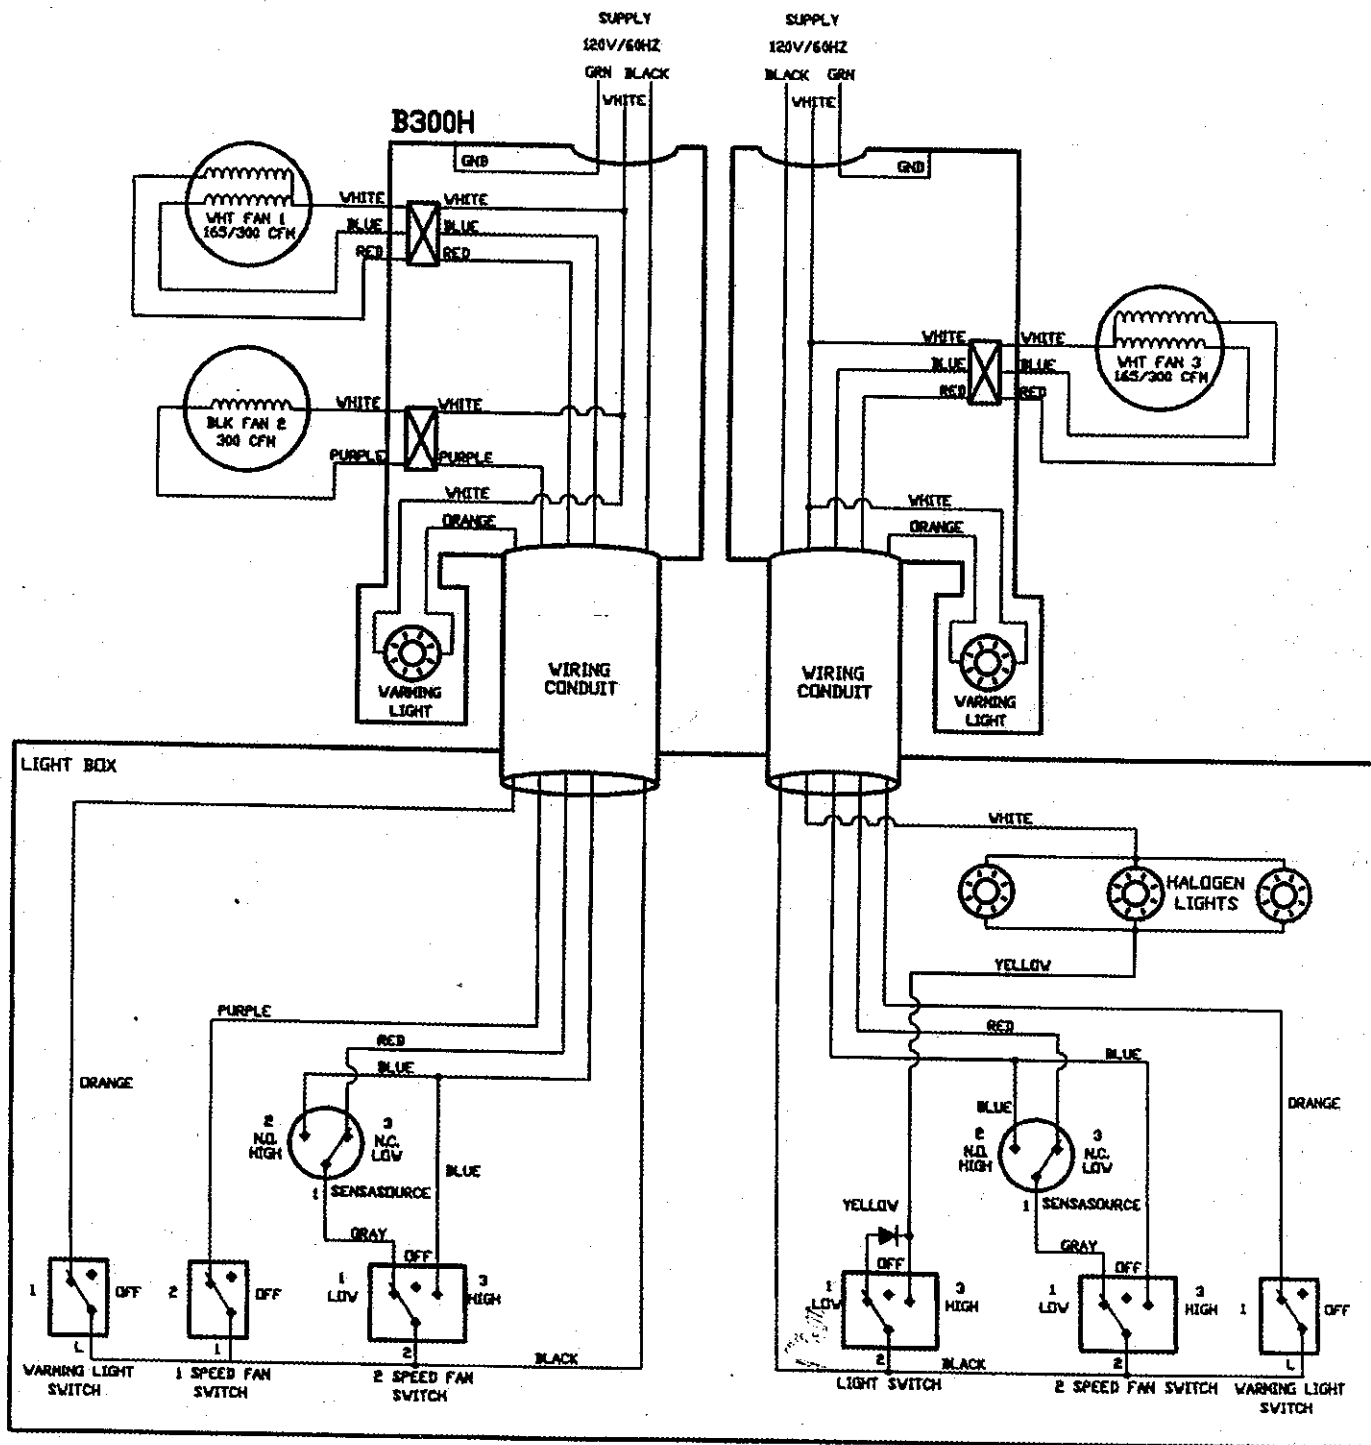 SUPPLY
120V/60HZ
GRN BLACK
WHITE
SUPPLY
120V/60HZ
BLACK GRN
WHITE
B300H
GND
GND
WHT FAN 1
165/300 CFM
WHITE
BLUE
RED
WHITE
BLUE
RED
WHITE
BLUE
RED
WHITE
BLUE
RED
WHT FAN 3
165/300 CFM
BLK FAN 2
300 CFM
WHITE
PURPLE
WHITE
PURPLE
WHITE
ORANGE
WHITE
ORANGE
WARNING
LIGHT
WIRING
CONDUIT
WIRING
CONDUIT
WARNING
LIGHT
LIGHT BOX
WHITE
HALOGEN
LIGHTS
YELLOW
PURPLE
RED
BLUE
ORANGE
2
N.O.
HIGH
3
N.C.
LOW
1 SENSASOURCE
BLUE
GRAY
OFF
1
LOW
3
HIGH
2
1
OFF
L
2
OFF
1
WARNING LIGHT
SWITCH
1 SPEED FAN
SWITCH
2 SPEED FAN
SWITCH
BLACK
RED
BLUE
BLUE
ORANGE
2
N.O.
HIGH
3
N.C.
LOW
1 SENSASOURCE
YELLOW
GRAY
OFF
1
LOW
3
HIGH
2
OFF
1
LOW
3
HIGH
2
1
OFF
L
BLACK
LIGHT SWITCH
2 SPEED FAN SWITCH
WARNING LIGHT
SWITCH